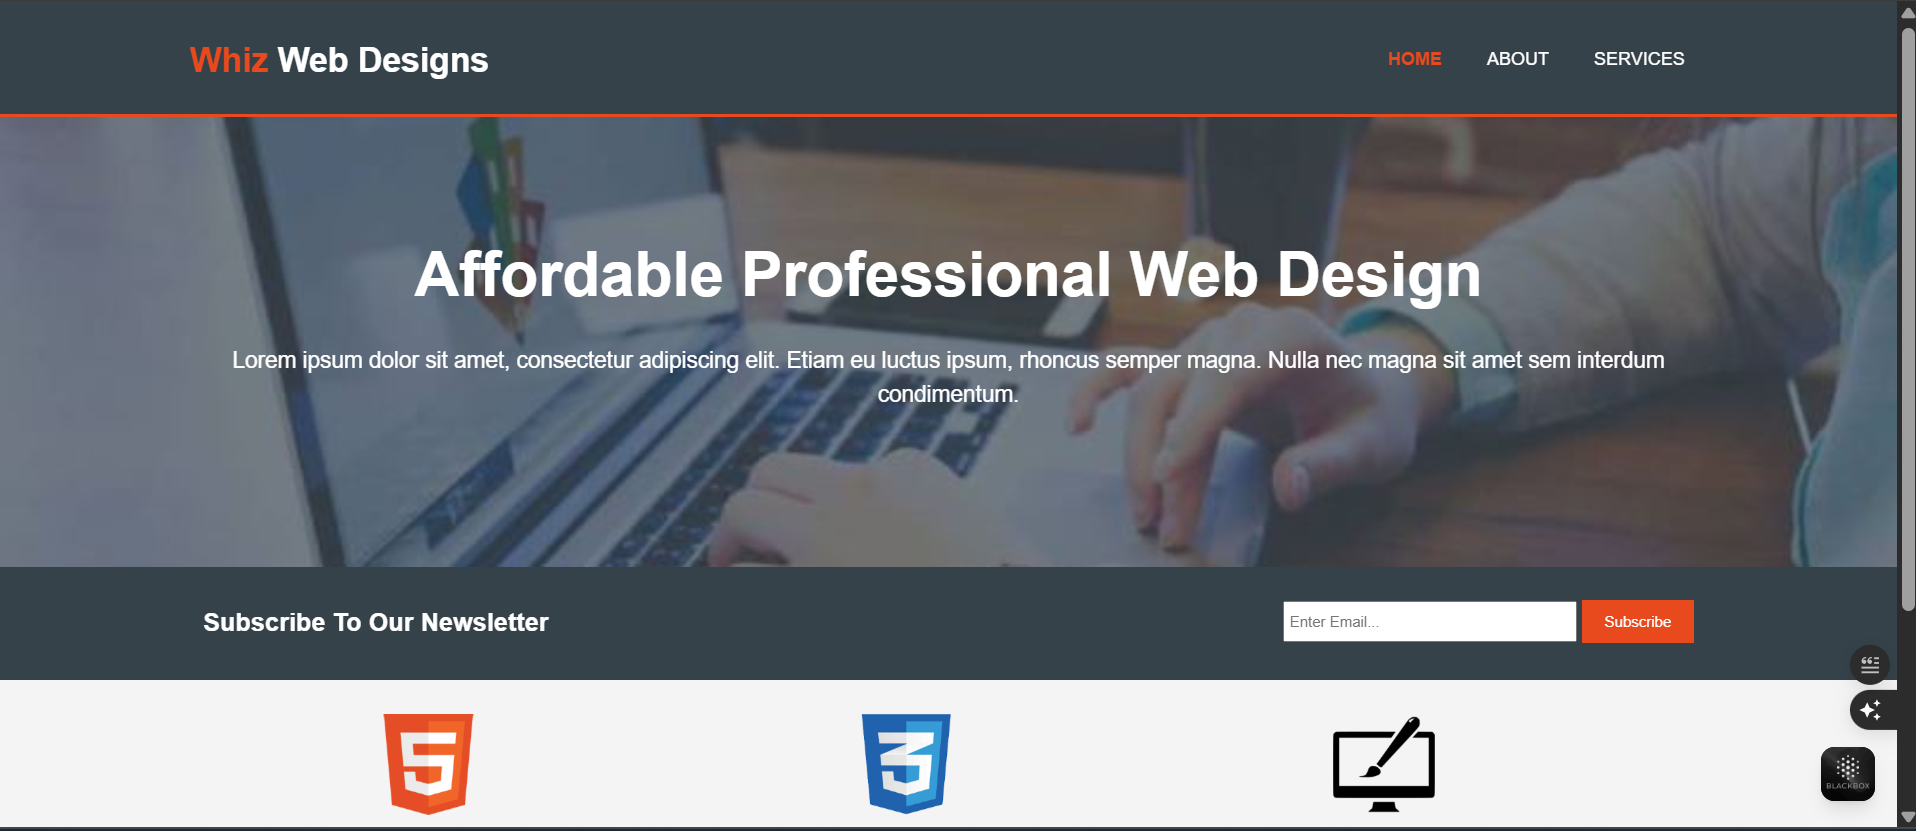 Whiz Web Designs
HOME ABOUT SERVICES
Affordable Professional Web Design
Lorem ipsum dolor sit amet, consectetur adipiscing elit. Etiam eu luctus ipsum, rhoncus semper magna. Nulla nec magna sit amet sem interdum
condimentum.
Subscribe To Our Newsletter
Enter Email...
Subscribe
5
3
BLACKBOX